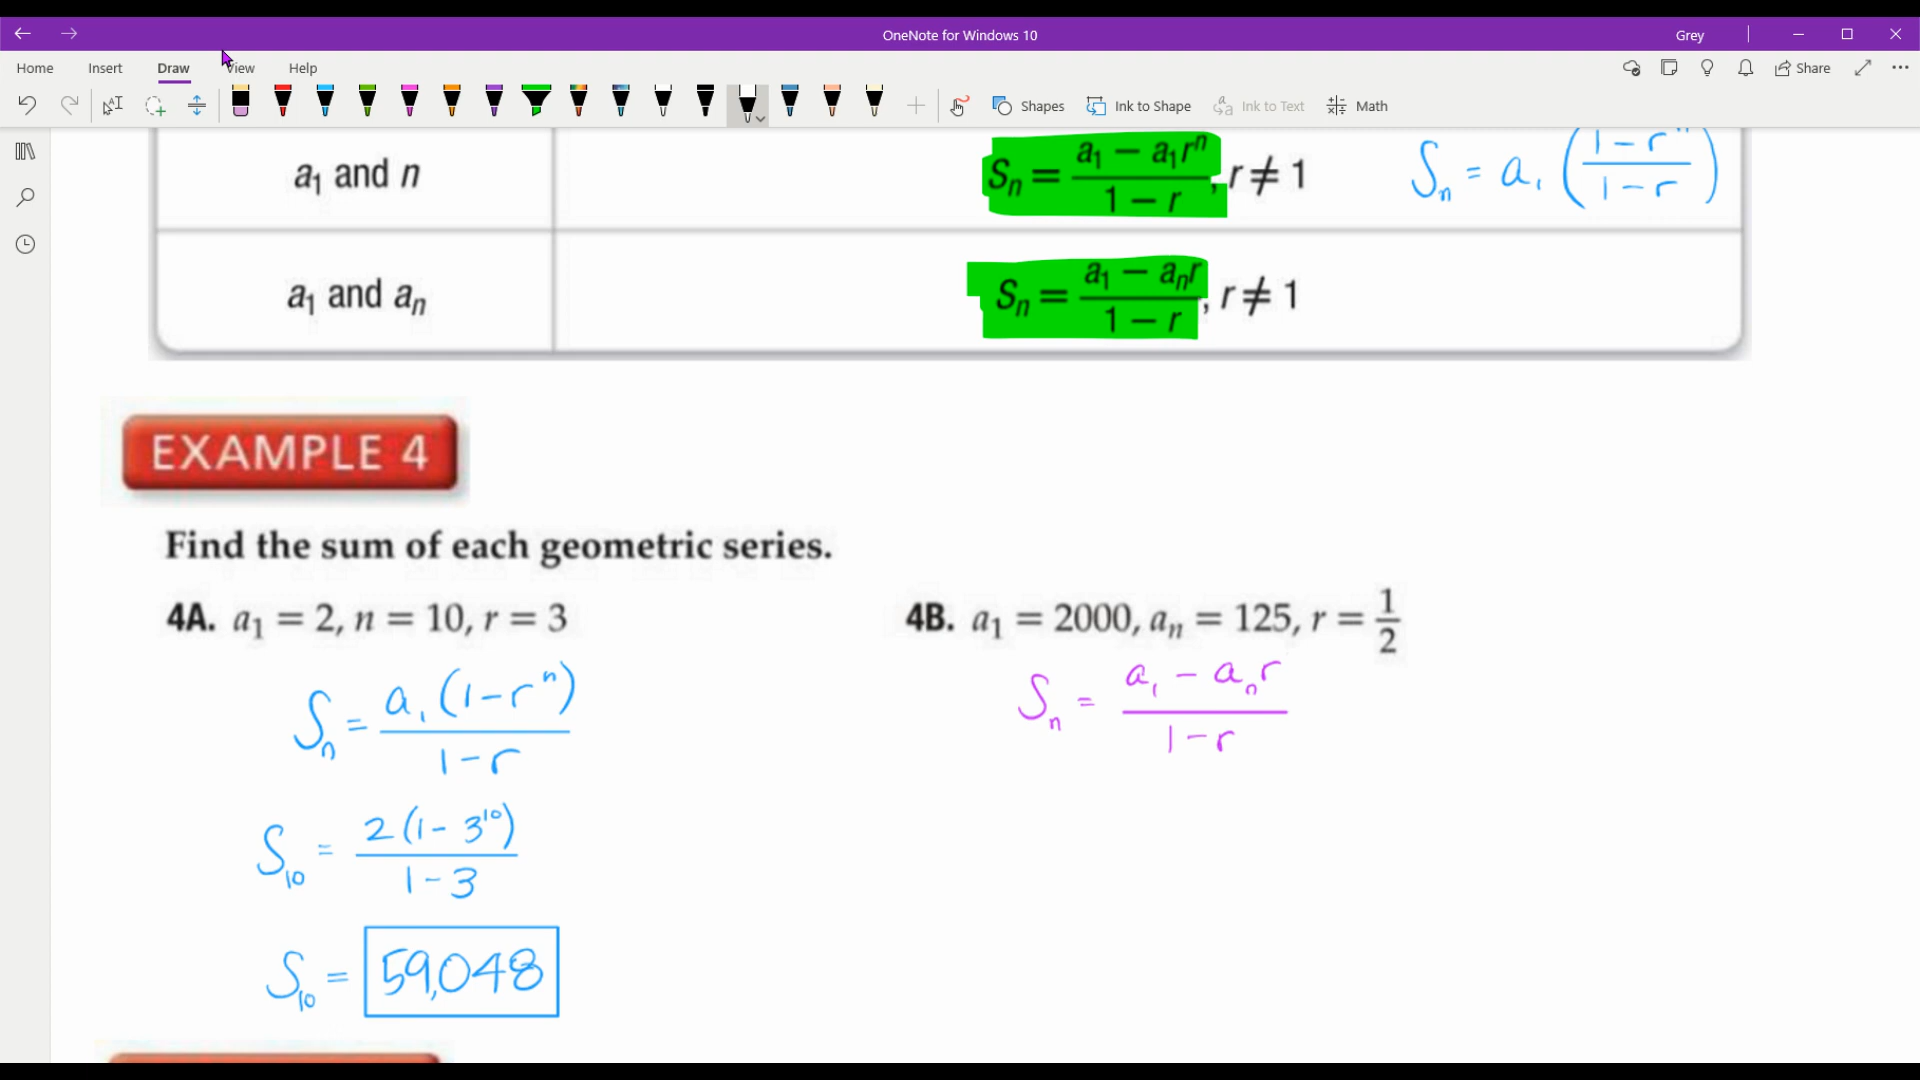 OneNote for Windows 10
Grey
Home Insert Draw View Help
Share
Shapes Ink to Shape Ink to Text Math
a₁ and n Sₙ = (a₁ − a₁rⁿ)/(1 − r), r ≠ 1 Sₙ = a₁ ((1 − rⁿ)/(1 − r))
a₁ and aₙ Sₙ = (a₁ − aₙr)/(1 − r), r ≠ 1
EXAMPLE 4
Find the sum of each geometric series.
4A. a₁ = 2, n = 10, r = 3
4B. a₁ = 2000, aₙ = 125, r = 1/2
Sₙ = a₁(1 − rⁿ)/(1 − r)
Sₙ = (a₁ − aₙr)/(1 − r)
S₁₀ = 2(1 − 3¹⁰)/(1 − 3)
S₁₀ = 59,048